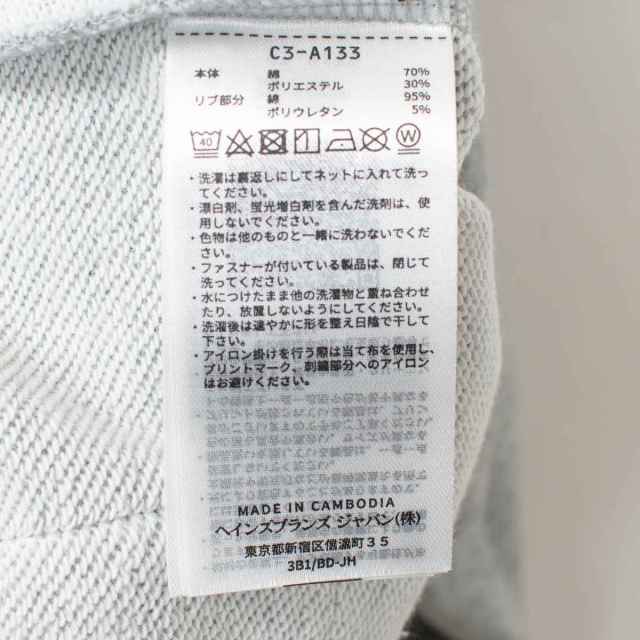 C3-A133
本体 綿 70%
ポリエステル 30%
リブ部分 綿 95%
ポリウレタン 5%
40 W
・洗濯は裏返しにしてネットに入れて洗っ
てください。
・漂白剤、蛍光増白剤を含んだ洗剤は、使
用しないでください。
・色物は他のものと一緒に洗わないでくだ
さい。
・ファスナーが付いている製品は、閉じて
洗ってください。
・水につけたまま他の洗濯物と重ね合わせ
たり、放置しないようにしてください。
・洗濯後は速やかに形を整え日陰で干して
下さい。
・アイロン掛けを行う際は当て布を使用し、
プリントマーク、刺繍部分へのアイロン
はお避けください。
MADE IN CAMBODIA
ヘインズブランズ ジャパン(株)
東京都新宿区信濃町35
3B1/BD-JH